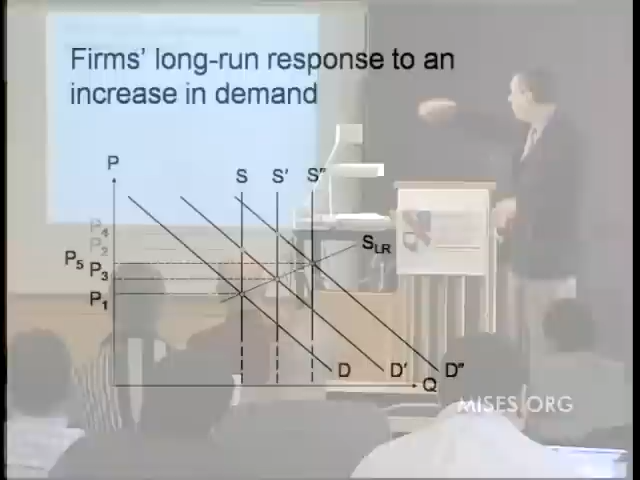 Firms' long-run response to an
increase in demand
P
S S' S"
P4
P2
SLR
P5
P3
P1
D D' D"
Q
MISES.ORG